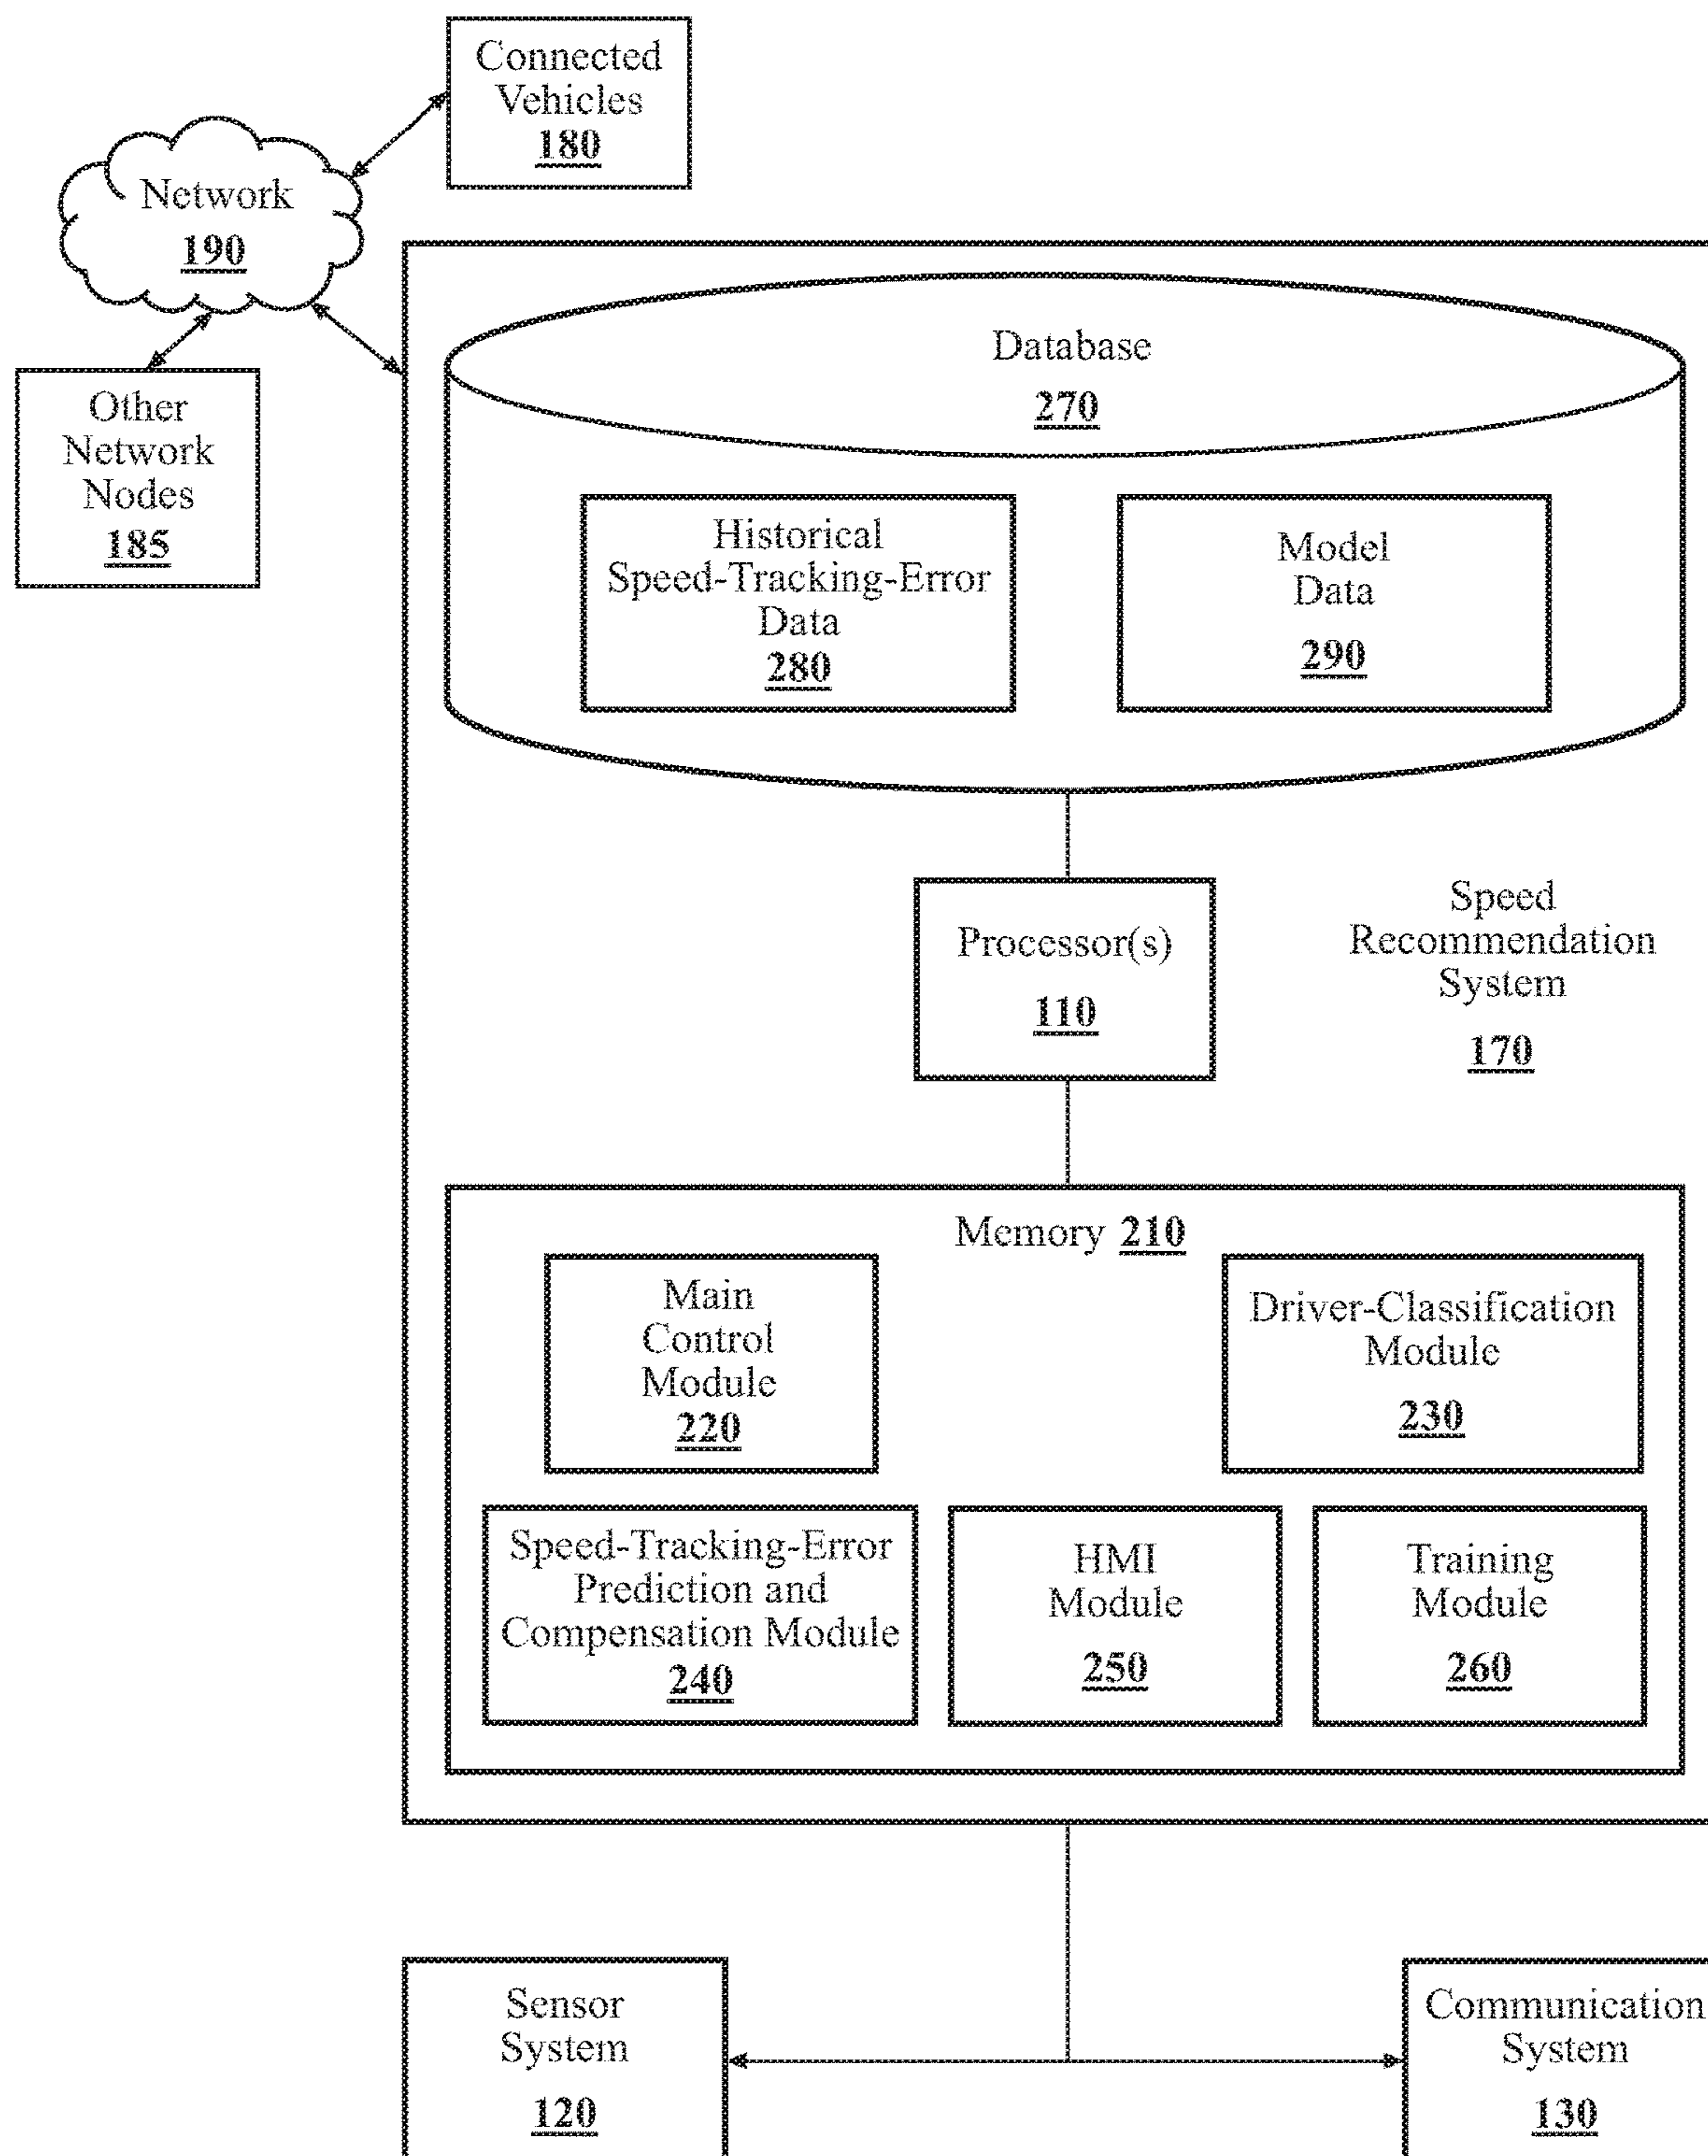 Connected
Vehicles
180
Network
190
Other
Network
Nodes
185
Database
270
Historical
Speed-Tracking-Error
Data
280
Model
Data
290
Processor(s)
110
Speed
Recommendation
System
170
Memory 210
Main
Control
Module
220
Driver-Classification
Module
230
Speed-Tracking-Error
Prediction and
Compensation Module
240
HMI
Module
250
Training
Module
260
Sensor
System
120
Communication
System
130